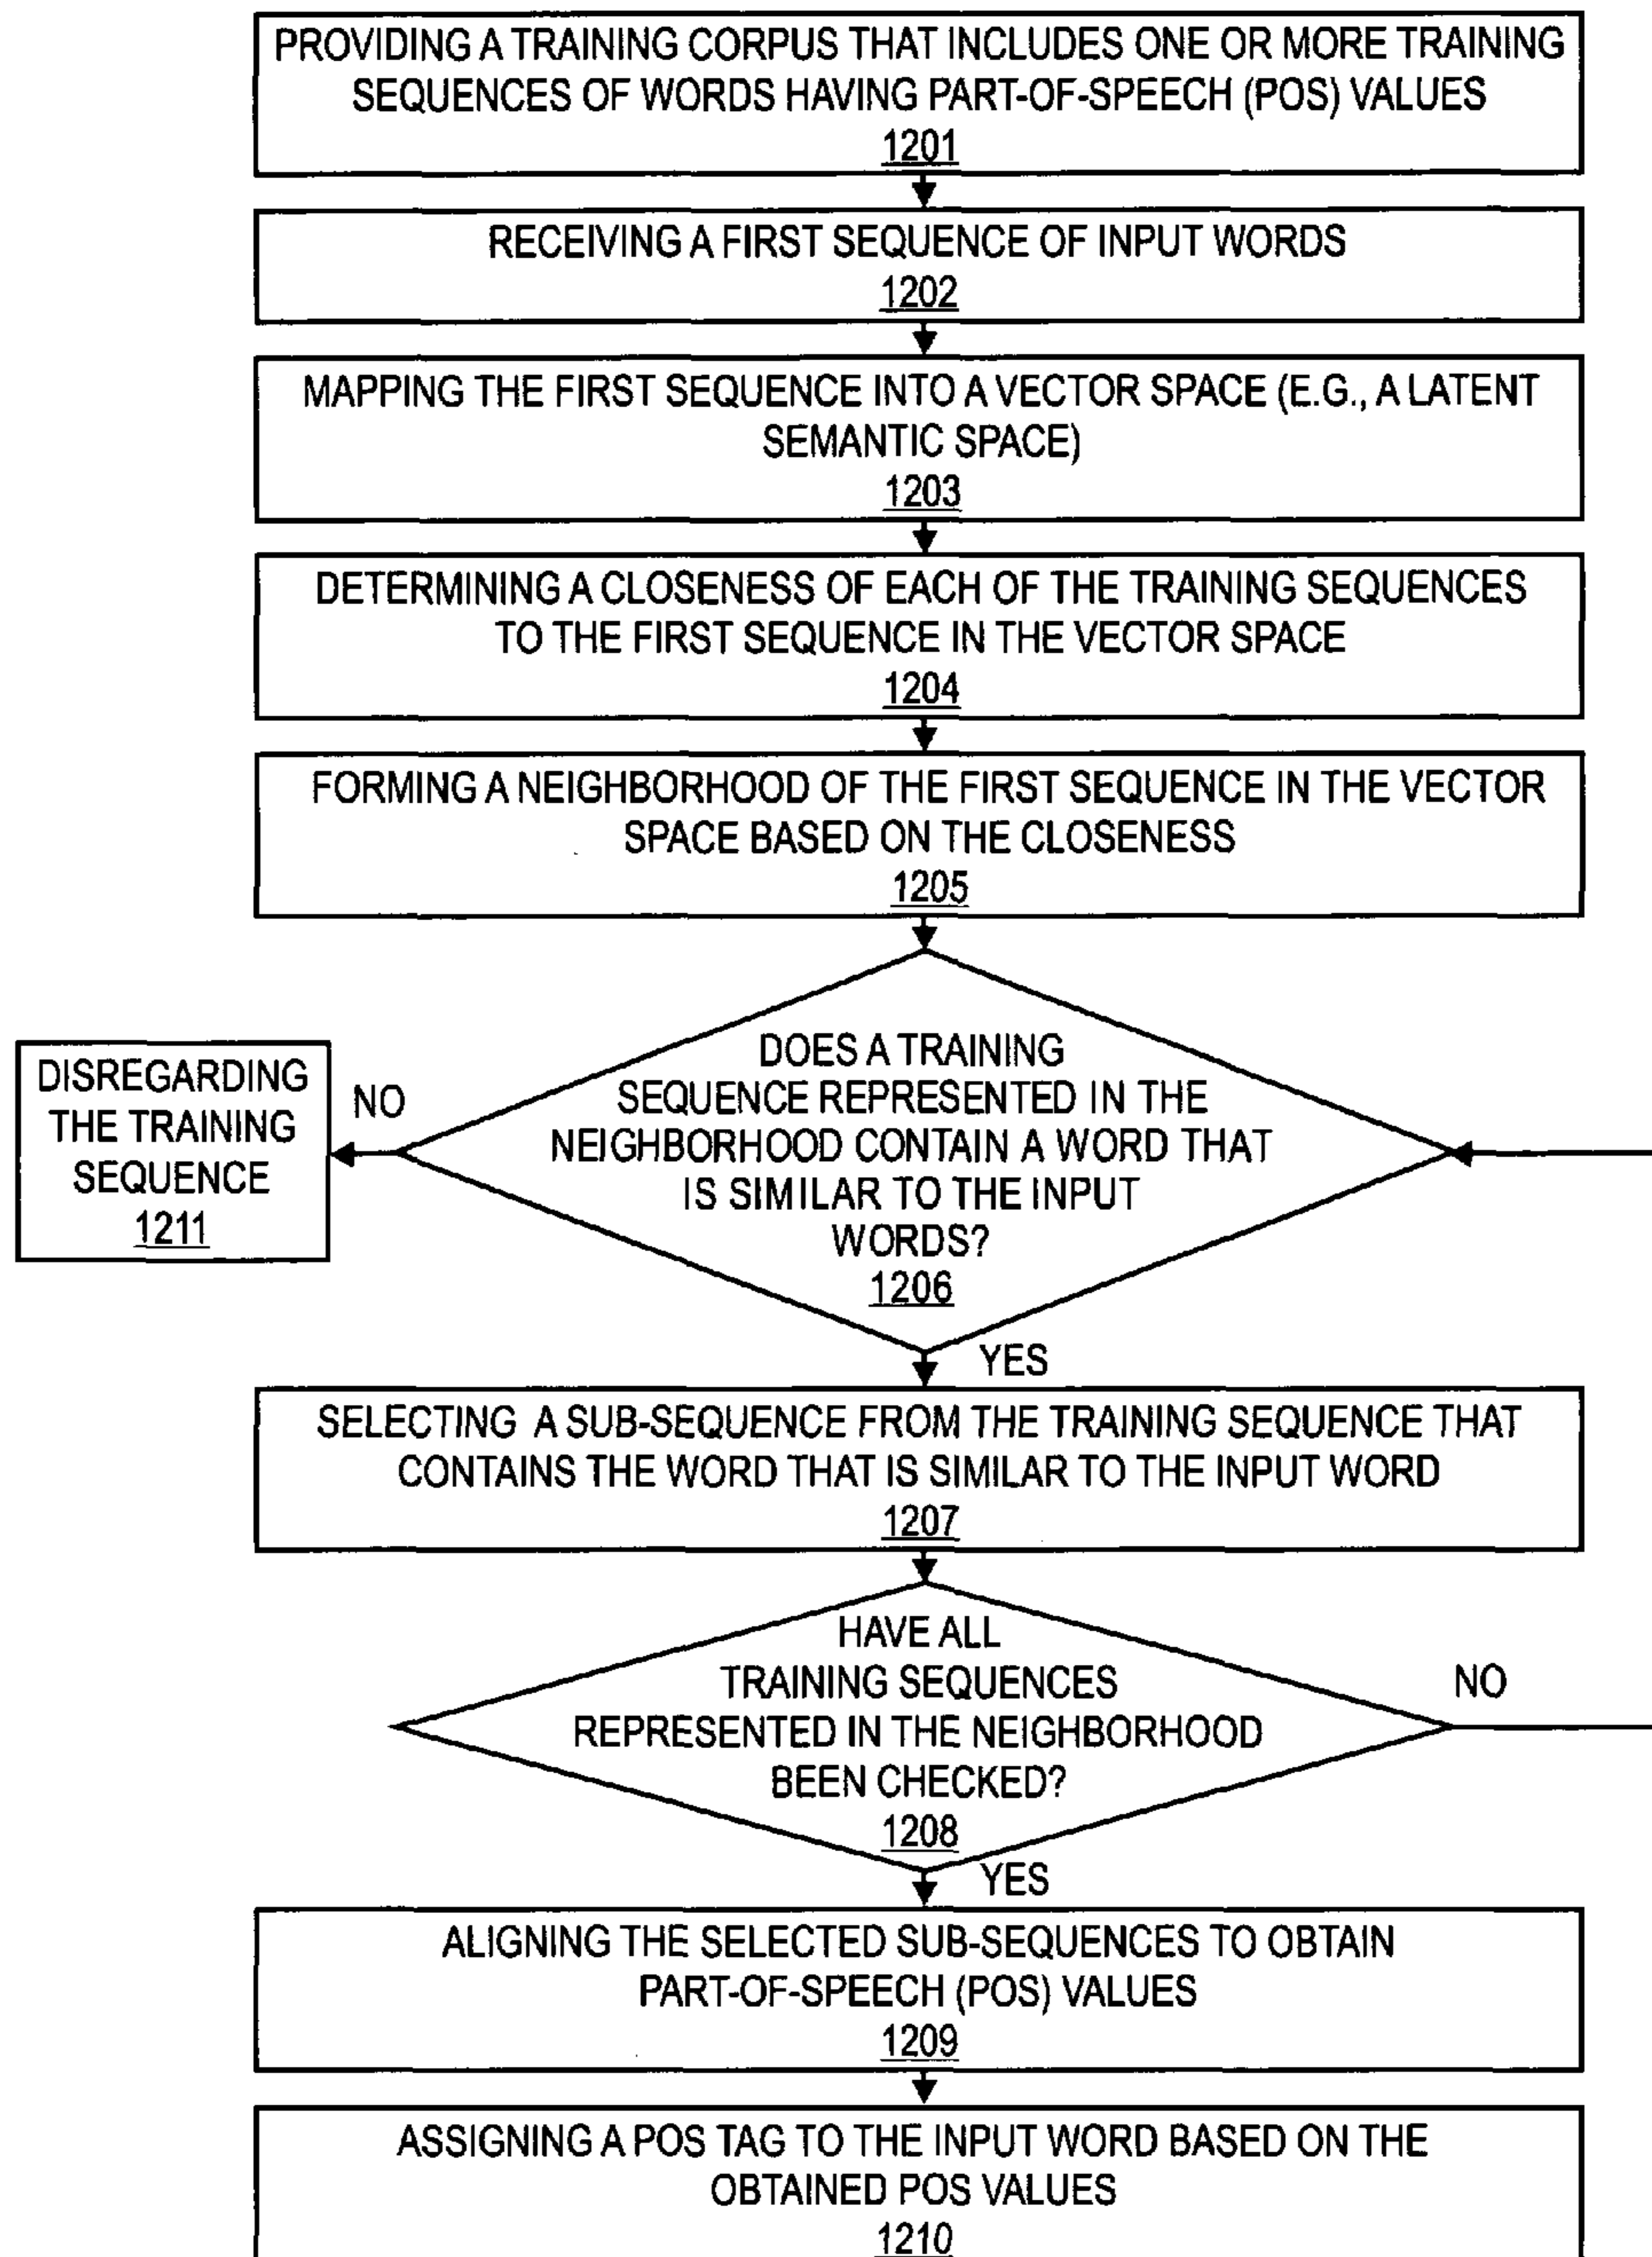 PROVIDING A TRAINING CORPUS THAT INCLUDES ONE OR MORE TRAINING
SEQUENCES OF WORDS HAVING PART-OF-SPEECH (POS) VALUES
1201
RECEIVING A FIRST SEQUENCE OF INPUT WORDS
1202
MAPPING THE FIRST SEQUENCE INTO A VECTOR SPACE (E.G., A LATENT
SEMANTIC SPACE)
1203
DETERMINING A CLOSENESS OF EACH OF THE TRAINING SEQUENCES
TO THE FIRST SEQUENCE IN THE VECTOR SPACE
1204
FORMING A NEIGHBORHOOD OF THE FIRST SEQUENCE IN THE VECTOR
SPACE BASED ON THE CLOSENESS
1205
DOES A TRAINING
SEQUENCE REPRESENTED IN THE
NEIGHBORHOOD CONTAIN A WORD THAT
IS SIMILAR TO THE INPUT
WORDS?
1206
NO
DISREGARDING
THE TRAINING
SEQUENCE
1211
YES
SELECTING A SUB-SEQUENCE FROM THE TRAINING SEQUENCE THAT
CONTAINS THE WORD THAT IS SIMILAR TO THE INPUT WORD
1207
HAVE ALL
TRAINING SEQUENCES
REPRESENTED IN THE NEIGHBORHOOD
BEEN CHECKED?
1208
NO
YES
ALIGNING THE SELECTED SUB-SEQUENCES TO OBTAIN
PART-OF-SPEECH (POS) VALUES
1209
ASSIGNING A POS TAG TO THE INPUT WORD BASED ON THE
OBTAINED POS VALUES
1210